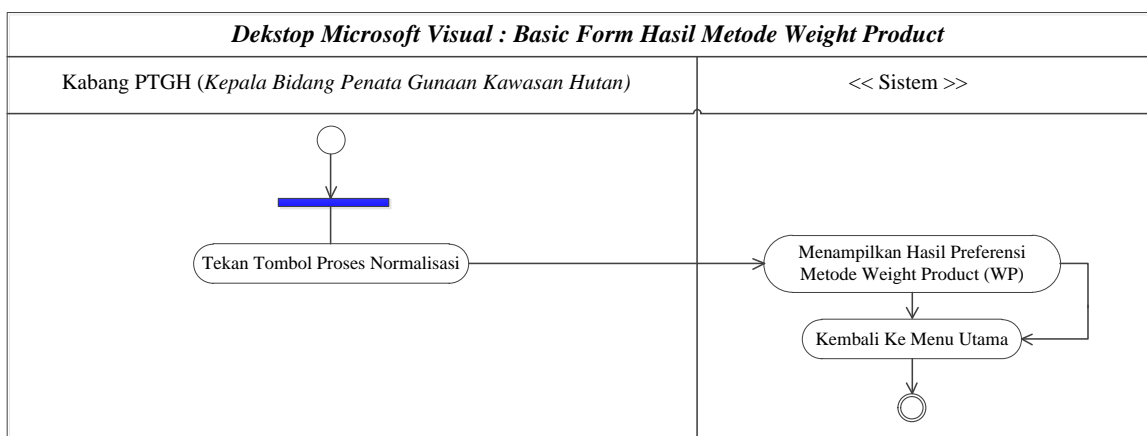 Dekstop Microsoft Visual : Basic Form Hasil Metode Weight Product
Kabang PTGH (Kepala Bidang Penata Gunaan Kawasan Hutan)
<< Sistem >>
Tekan Tombol Proses Normalisasi
Menampilkan Hasil Preferensi
Metode Weight Product (WP)
Kembali Ke Menu Utama